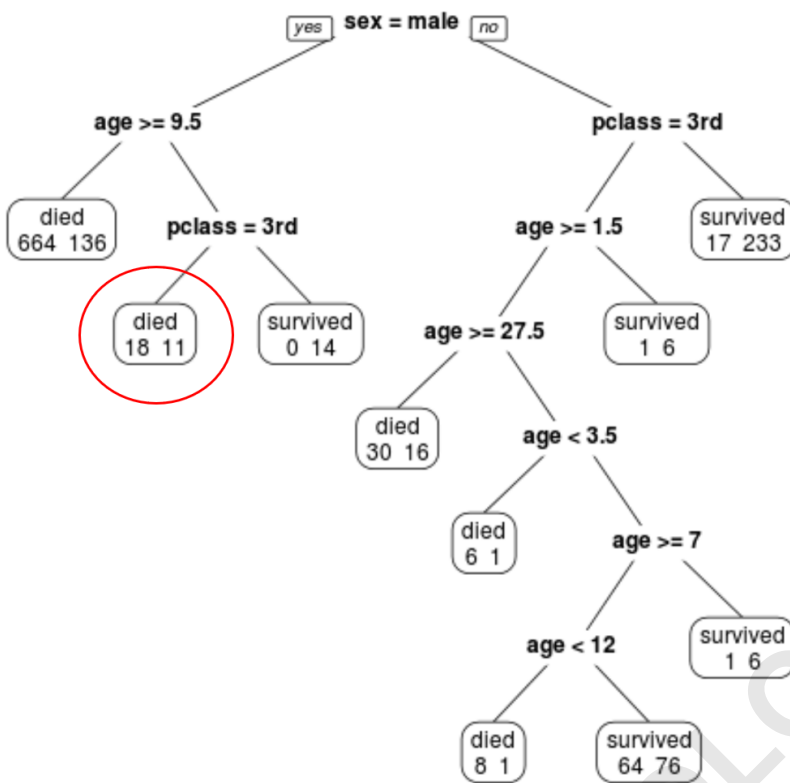 yes sex = male no
age >= 9.5 pclass = 3rd
died
664 136
pclass = 3rd
age >= 1.5
survived
17 233
died
18 11
survived
0 14
age >= 27.5
survived
1 6
died
30 16
age < 3.5
died
6 1
age >= 7
age < 12
survived
1 6
died
8 1
survived
64 76